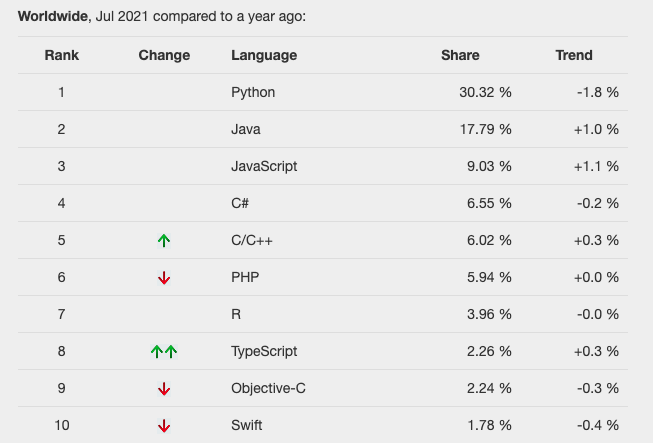 Worldwide, Jul 2021 compared to a year ago:
Rank Change Language Share Trend
1 Python 30.32 % -1.8 %
2 Java 17.79 % +1.0 %
3 JavaScript 9.03 % +1.1 %
4 C# 6.55 % -0.2 %
5 ↑ C/C++ 6.02 % +0.3 %
6 ↓ PHP 5.94 % +0.0 %
7 R 3.96 % -0.0 %
8 ↑↑ TypeScript 2.26 % +0.3 %
9 ↓ Objective-C 2.24 % -0.3 %
10 ↓ Swift 1.78 % -0.4 %